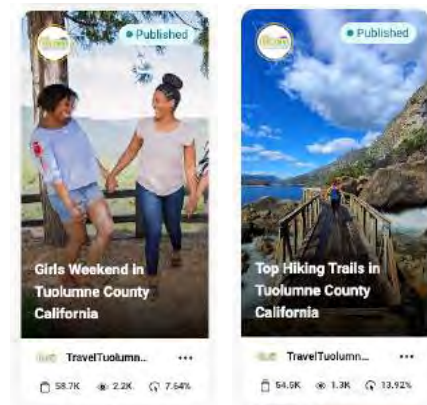 Published
Girls Weekend in
Tuolumne County
California
TravelTuolumn...
58.7K 2.2K 7.64%
Published
Top Hiking Trails in
Tuolumne County
California
TravelTuolumn...
54.5K 1.3K 13.92%